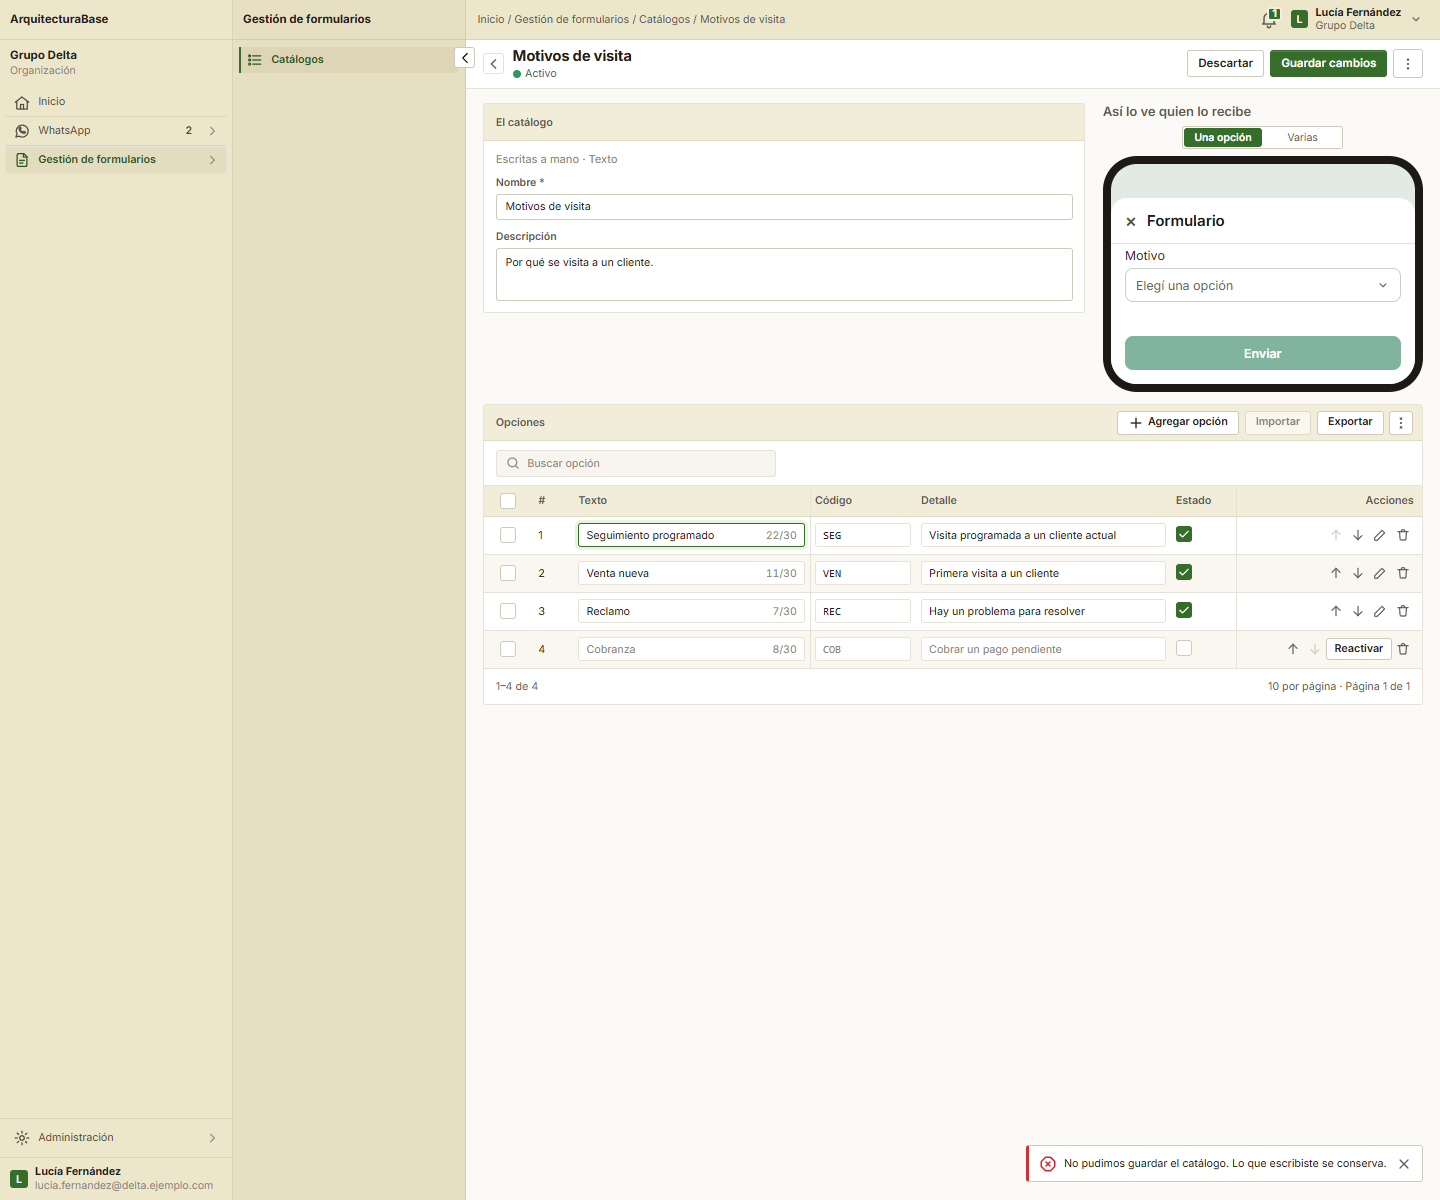 ArquitecturaBase
Grupo Delta
Organización
Inicio
WhatsApp 2
Gestión de formularios
Administración
L Lucía Fernández
lucia.fernandez@delta.ejemplo.com
Gestión de formularios
Catálogos
Inicio / Gestión de formularios / Catálogos / Motivos de visita
1
L Lucía Fernández
Grupo Delta
Motivos de visita
Activo
Descartar Guardar cambios
El catálogo
Escritas a mano · Texto
Nombre *
Motivos de visita
Descripción
Por qué se visita a un cliente.
Así lo ve quien lo recibe
Una opción Varias
Formulario
Motivo
Elegí una opción
Enviar
Opciones
Agregar opción Importar Exportar
Buscar opción
# Texto Código Detalle Estado Acciones
1 Seguimiento programado 22/30 SEG Visita programada a un cliente actual
2 Venta nueva 11/30 VEN Primera visita a un cliente
3 Reclamo 7/30 REC Hay un problema para resolver
4 Cobranza 8/30 COB Cobrar un pago pendiente Reactivar
1–4 de 4 10 por página · Página 1 de 1
No pudimos guardar el catálogo. Lo que escribiste se conserva.